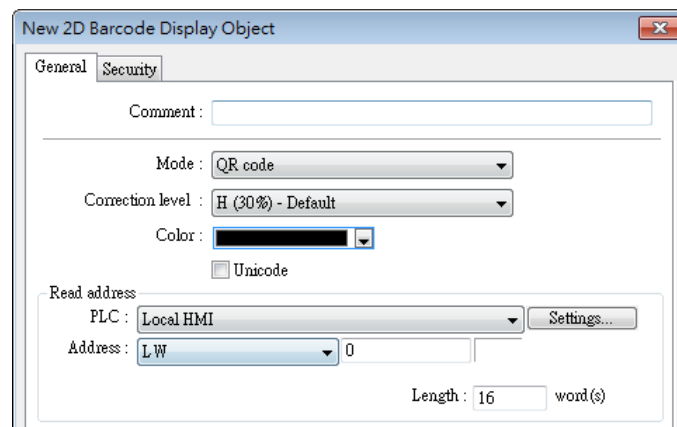 New 2D Barcode Display Object
General Security
Comment :
Mode : QR code
Correction level : H (30%) - Default
Color :
Unicode
Read address
PLC : Local HMI Settings...
Address : LW 0
Length : 16 word(s)